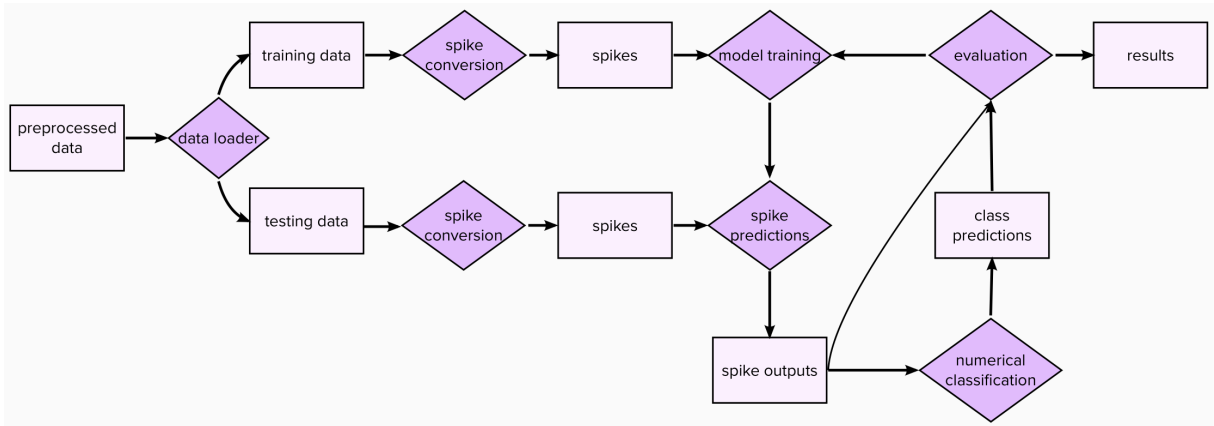 training data
spike
conversion
spikes
model training
evaluation
results
preprocessed
data
data loader
testing data
spike
conversion
spikes
spike
predictions
class
predictions
spike outputs
numerical
classification